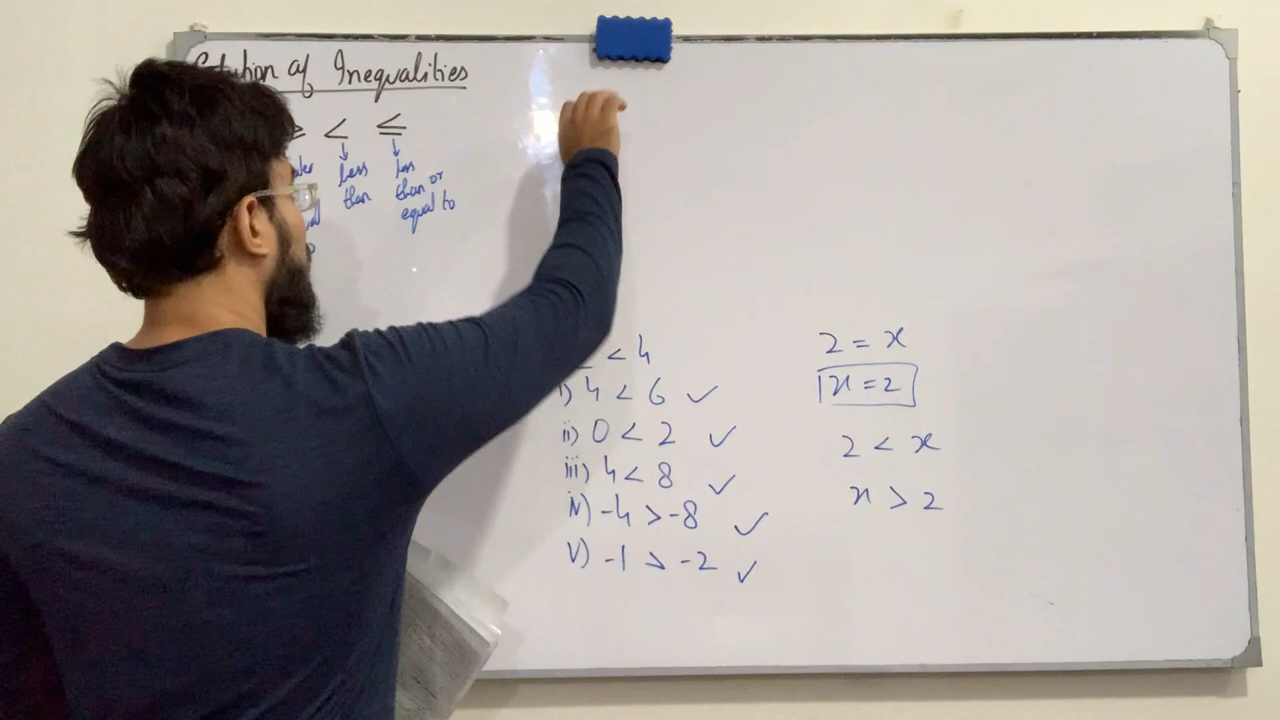 of Inequalities
< ≤
↓ ↓
less less
than than or
equal to
< 4
4 < 6 ✓
ii) 0 < 2 ✓
iii) 4 < 8 ✓
iv) -4 > -8 ✓
v) -1 > -2 ✓
2 = x
x = 2
2 < x
x > 2